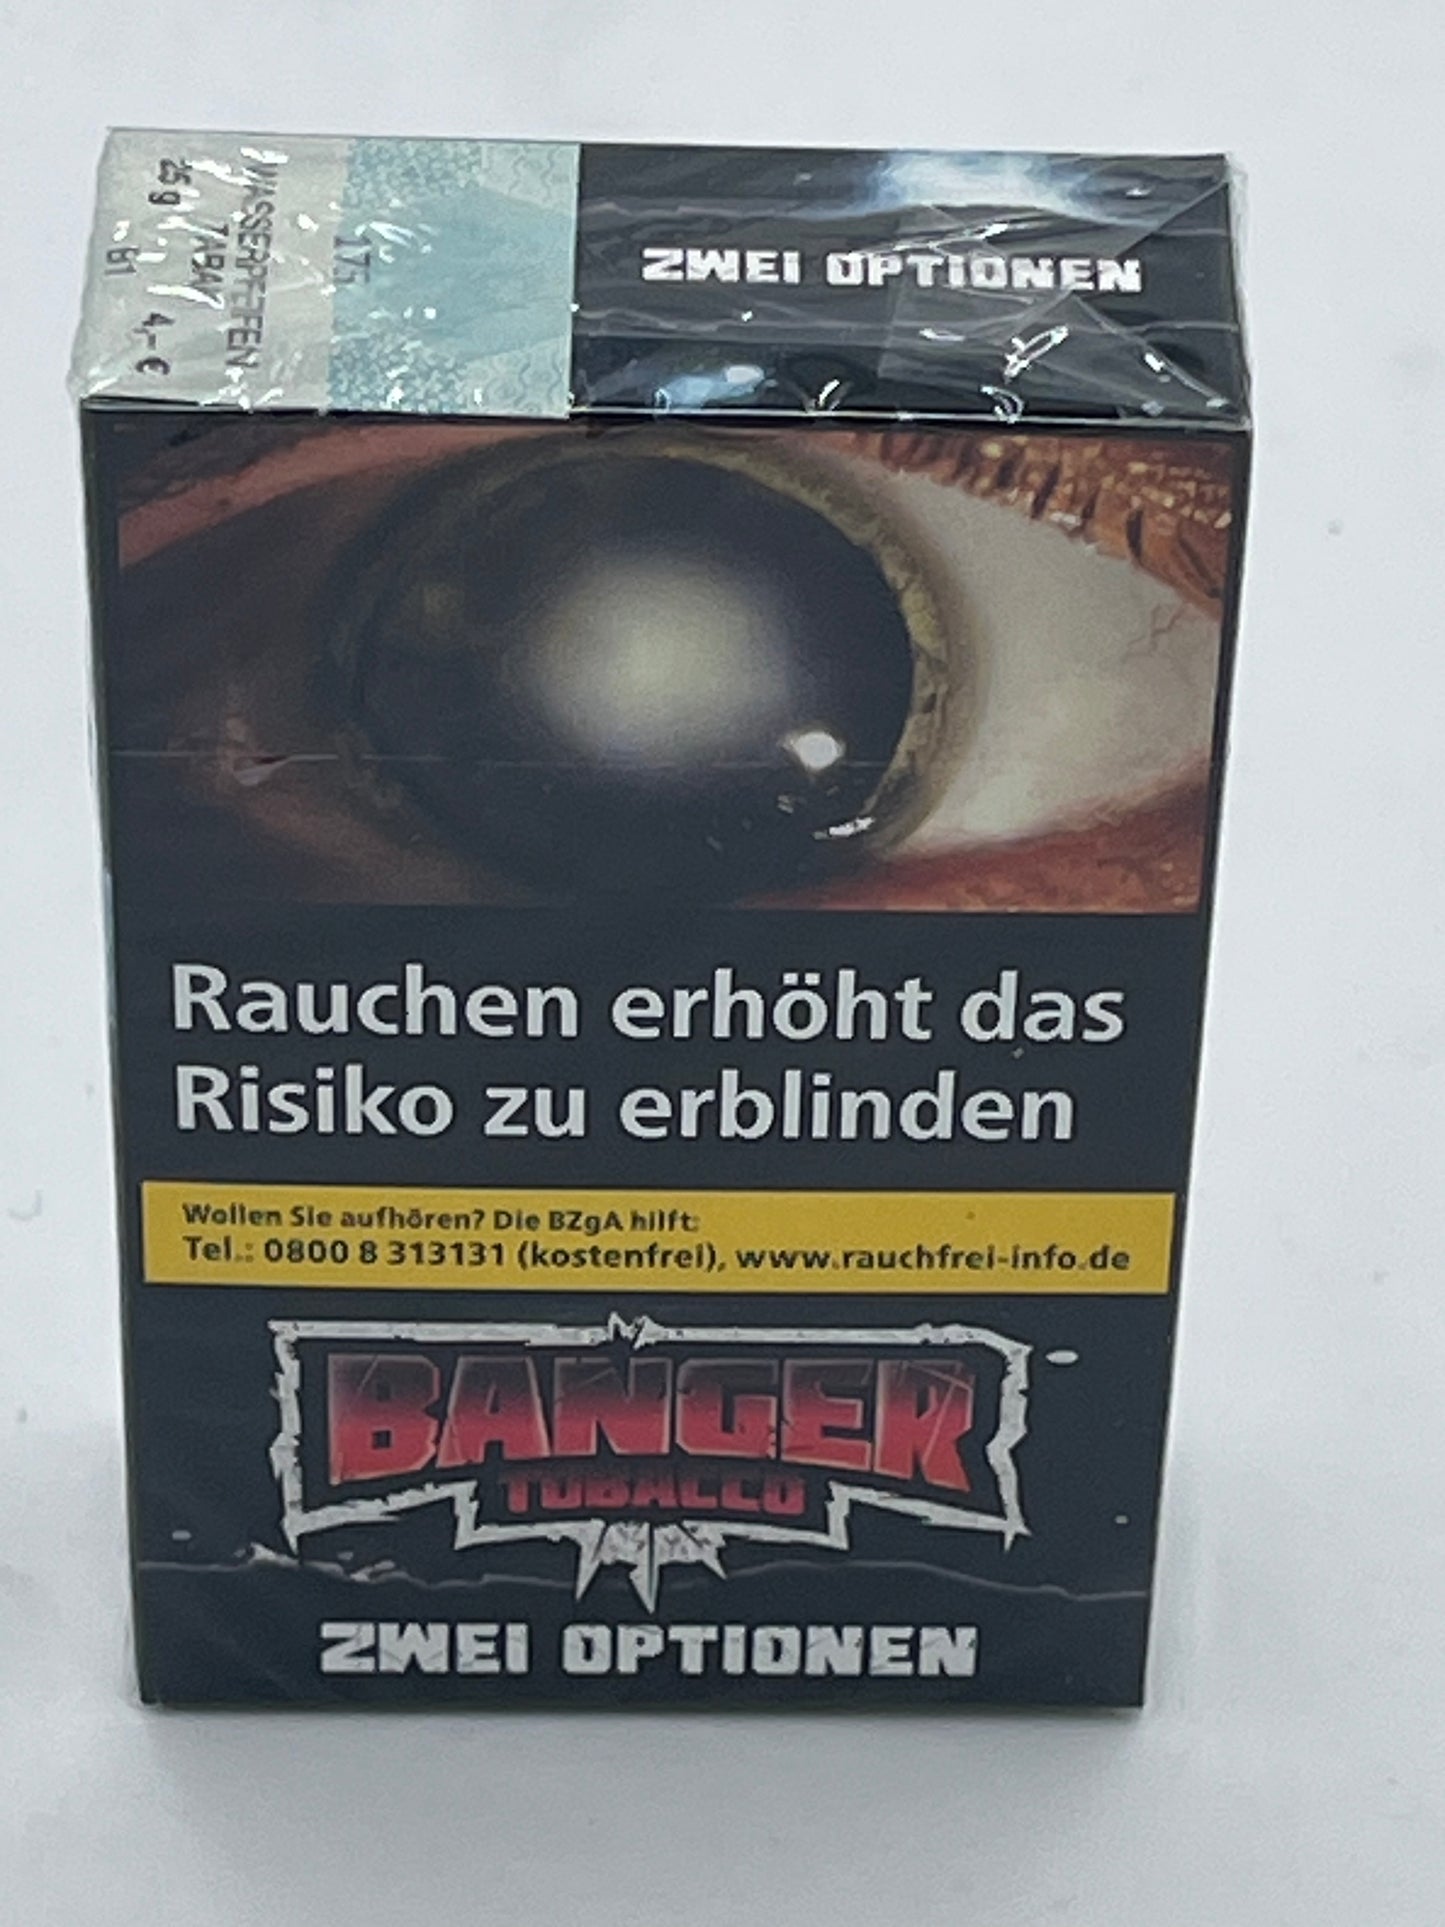 WASSERPFEIFEN
TABAK
25 g 4,- €
B1
ZWEI OPTIONEN
Rauchen erhöht das
Risiko zu erblinden
Wollen Sie aufhören? Die BZgA hilft:
Tel.: 0800 8 313131 (kostenfrei), www.rauchfrei-info.de
BANGER
TOBACCO
ZWEI OPTIONEN